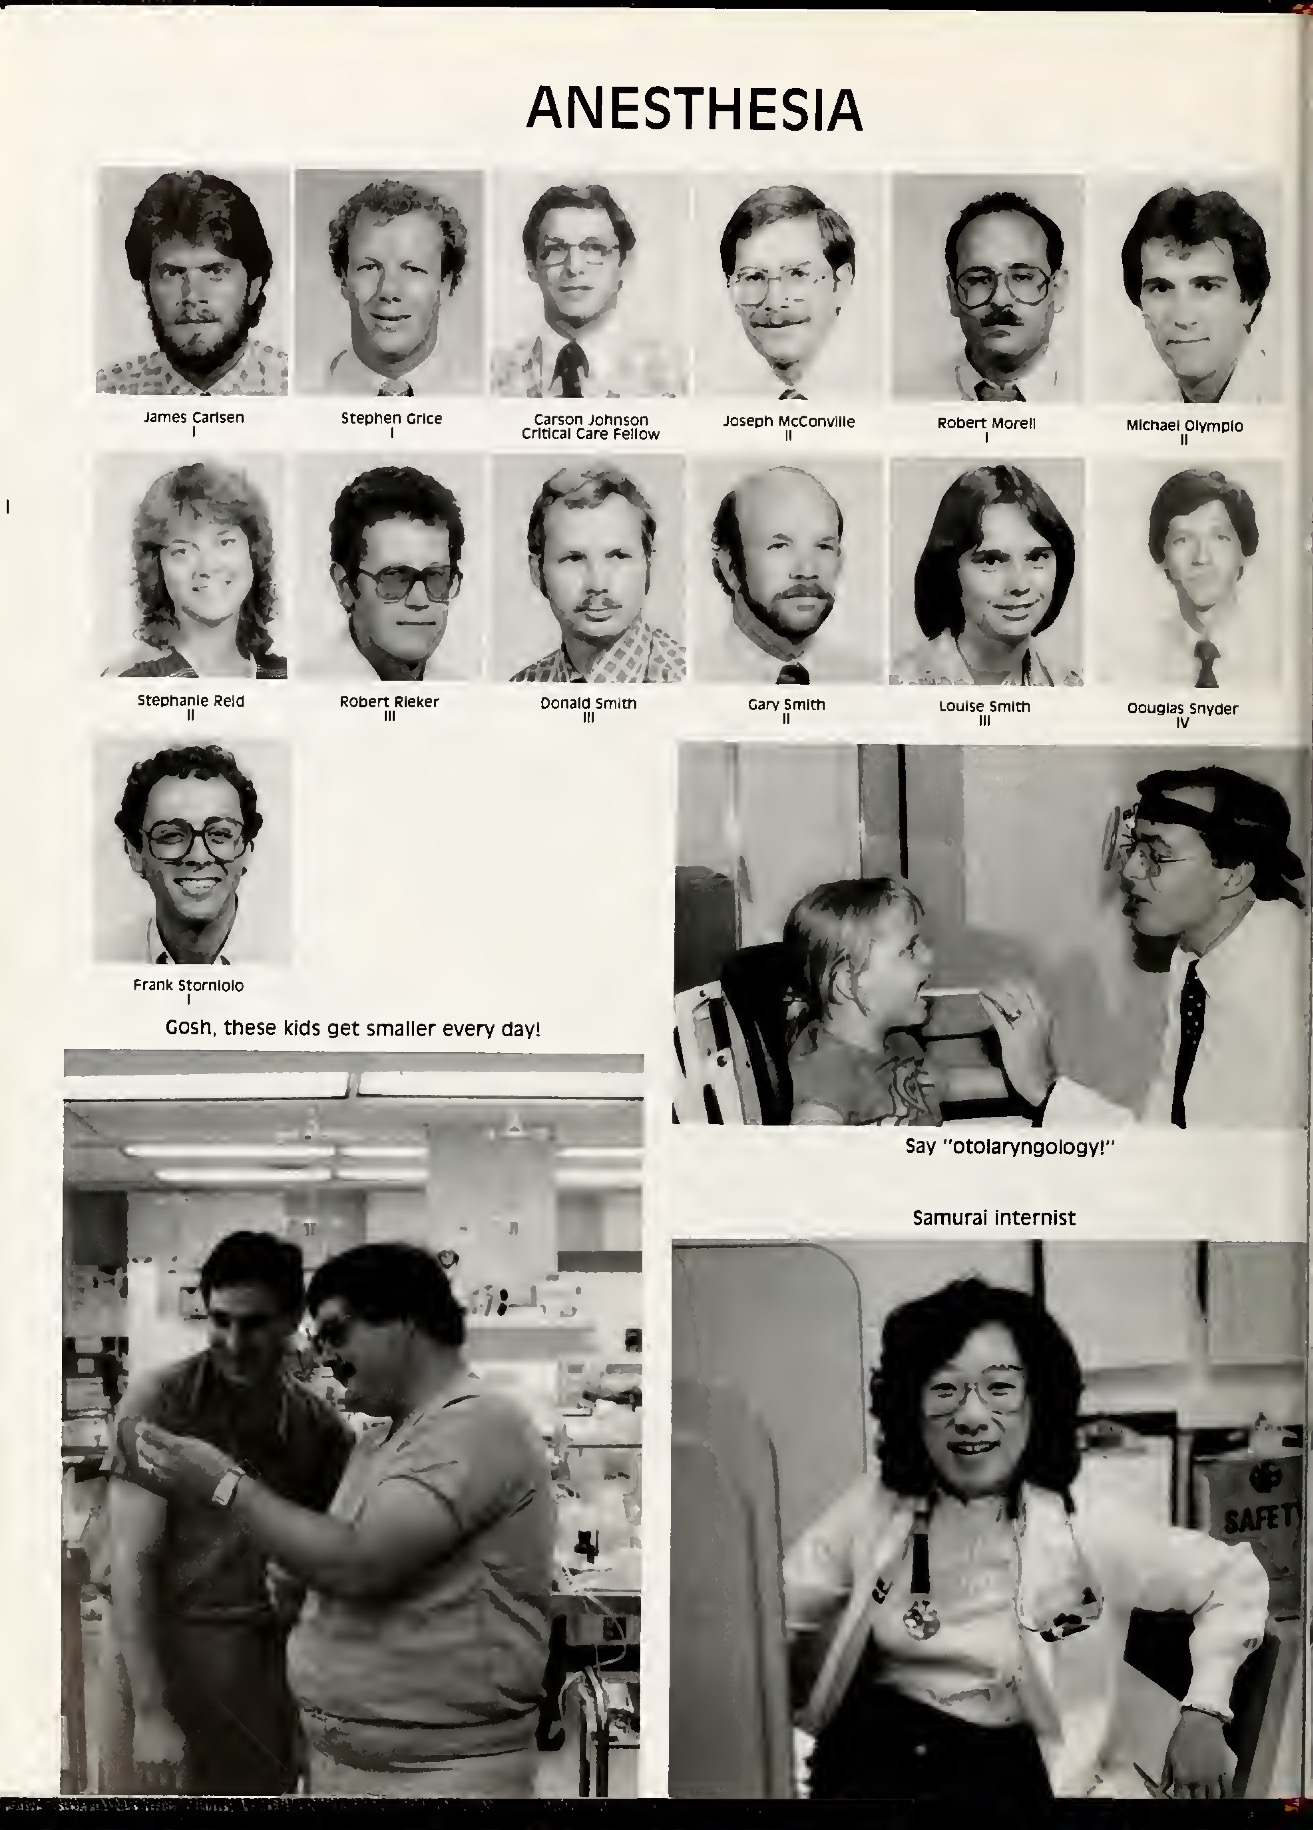 ANESTHESIA
James Carlsen
I
Stephen Grice
I
Carson Johnson
Critical Care Fellow
Joseph McConville
II
Robert Morell
I
Michael Olympio
II
Stephanie Reid
II
Robert Rieker
III
Donald Smith
III
Gary Smith
II
Louise Smith
III
Douglas Snyder
IV
Frank Storniolo
I
Gosh, these kids get smaller every day!
Say "otolaryngology!"
Samurai internist
SAFETY